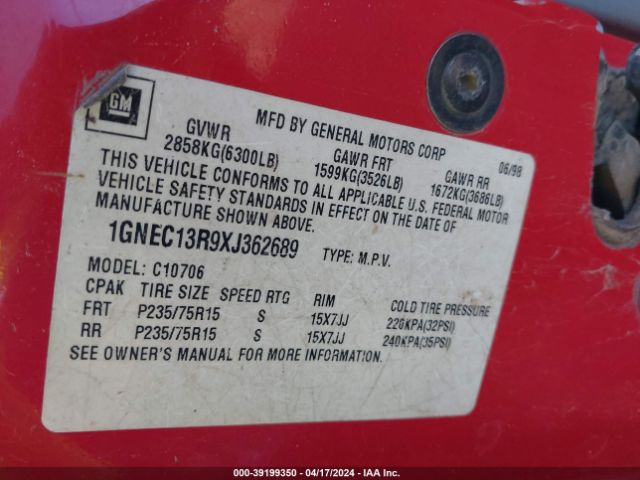 GM
MFD BY GENERAL MOTORS CORP 06/98
GVWR GAWR FRT GAWR RR
2858KG(6300LB) 1599KG(3526LB) 1672KG(3686LB)
THIS VEHICLE CONFORMS TO ALL APPLICABLE U.S. FEDERAL MOTOR
VEHICLE SAFETY STANDARDS IN EFFECT ON THE DATE OF
MANUFACTURE SHOWN ABOVE.
1GNEC13R9XJ362689 TYPE: M.P.V.
MODEL: C10706
CPAK TIRE SIZE SPEED RTG RIM COLD TIRE PRESSURE
FRT P235/75R15 S 15X7JJ 220KPA(32PSI)
RR P235/75R15 S 15X7JJ 240KPA(35PSI)
SEE OWNER'S MANUAL FOR MORE INFORMATION.
000-39199350 - 04/17/2024 - IAA Inc.